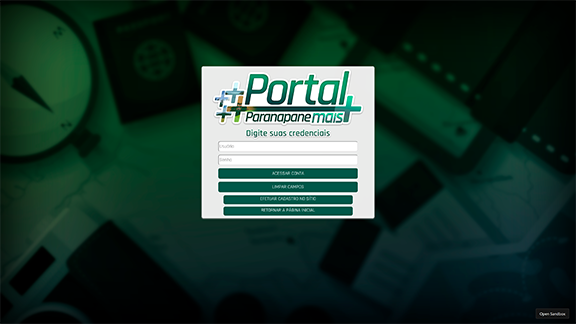 Portal
Paranapanemais
Digite suas credenciais
Usuário
Senha
ACESSAR CONTA
LIMPAR CAMPOS
EFETUAR CADASTRO NO SITIO
RETORNAR A PÁGINA INICIAL
Open Sandbox